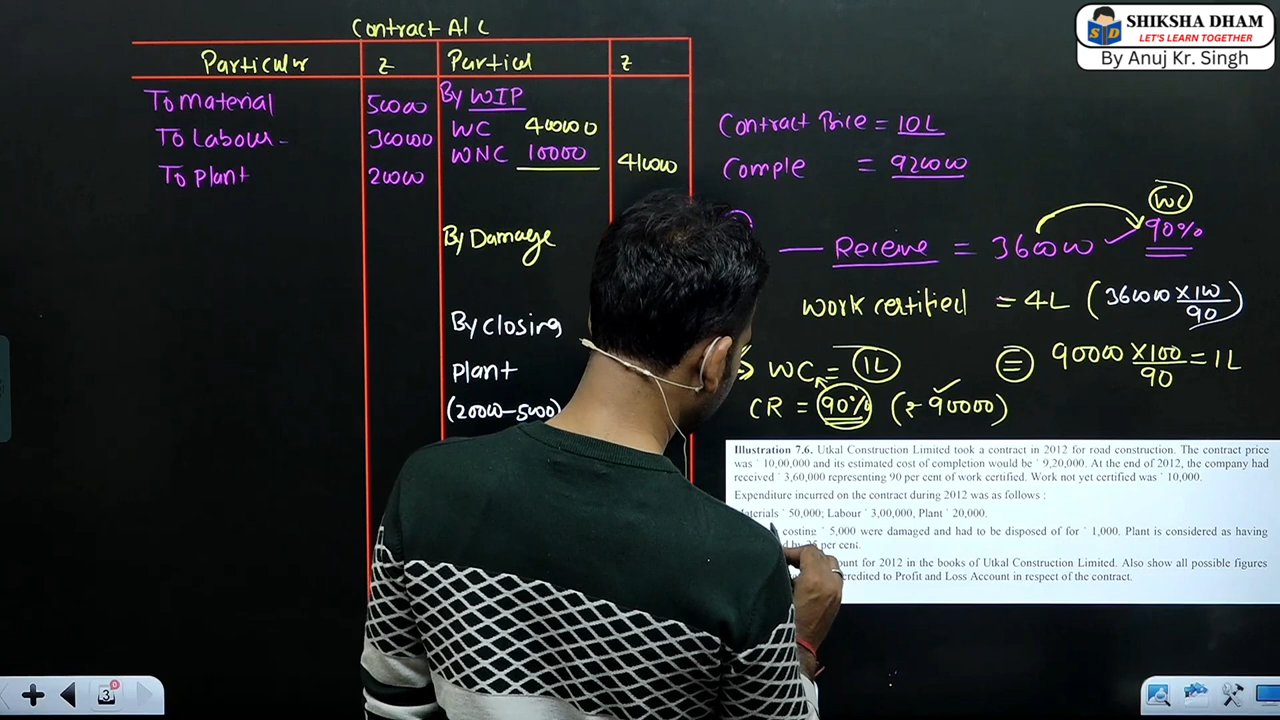 Contract A/C
Particular ₹ Particul ₹
To Material 50000 By WIP
To Labour - 300000 WC 400000
To Plant 20000 WNC 10000 410000
By Damage
By Closing
Plant
(20000-5000)
Contract Price = 10L
Comple = 920000
WC
— Receive = 360000 90%
Work certified = 4L (360000 × 100/90)
WC = 1L = 90000 × 100/90 = 1L
CR = 90% (₹ 90000)
Illustration 7.6. Utkal Construction Limited took a contract in 2012 for road construction. The contract price
was ` 10,00,000 and its estimated cost of completion would be ` 9,20,000. At the end of 2012, the company had
received ` 3,60,000 representing 90 per cent of work certified. Work not yet certified was ` 10,000.
Expenditure incurred on the contract during 2012 was as follows :
aterials ` 50,000; Labour ` 3,00,000, Plant ` 20,000.
costing ` 5,000 were damaged and had to be disposed of for ` 1,000. Plant is considered as having
d by 25 per cent.
ount for 2012 in the books of Utkal Construction Limited. Also show all possible figures
credited to Profit and Loss Account in respect of the contract.
SHIKSHA DHAM
LET'S LEARN TOGETHER
By Anuj Kr. Singh
S D
3
0